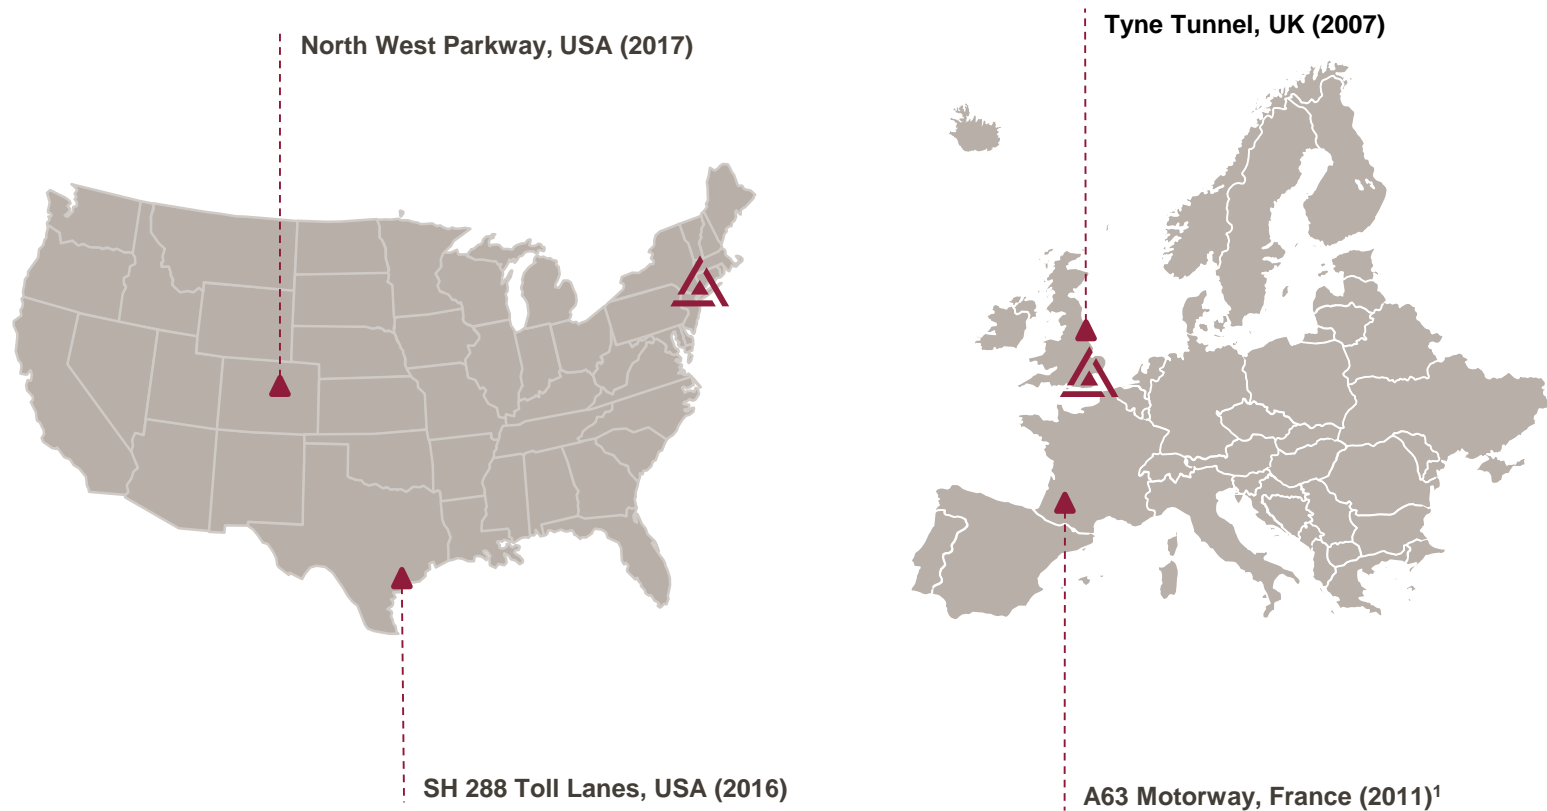 North West Parkway, USA (2017)
Tyne Tunnel, UK (2007)
SH 288 Toll Lanes, USA (2016)
A63 Motorway, France (2011)¹